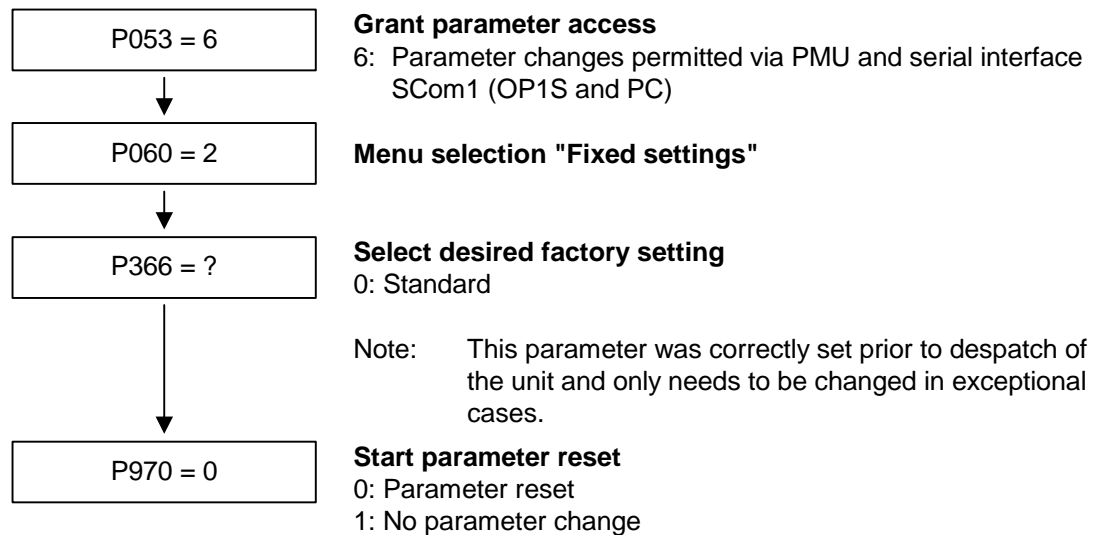 P053 = 6
Grant parameter access
6: Parameter changes permitted via PMU and serial interface
SCom1 (OP1S and PC)
P060 = 2
Menu selection "Fixed settings"
P366 = ?
Select desired factory setting
0: Standard
Note: This parameter was correctly set prior to despatch of
the unit and only needs to be changed in exceptional
cases.
P970 = 0
Start parameter reset
0: Parameter reset
1: No parameter change